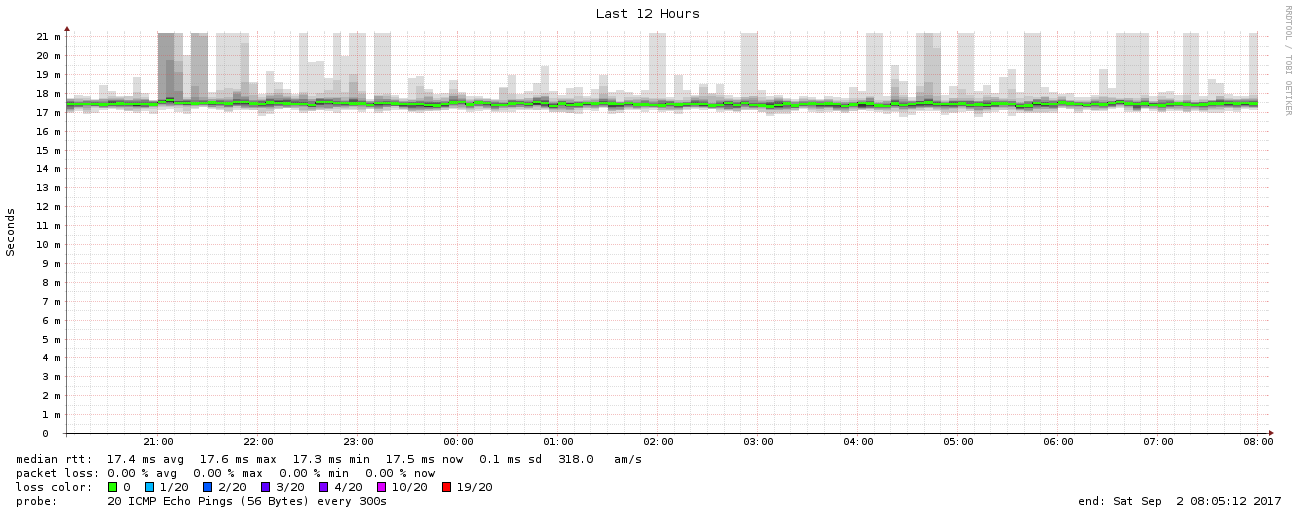 Last 12 Hours
RRDTOOL / TOBI OETIKER
Seconds
21 m
20 m
19 m
18 m
17 m
16 m
15 m
14 m
13 m
12 m
11 m
10 m
9 m
8 m
7 m
6 m
5 m
4 m
3 m
2 m
1 m
0
21:00 22:00 23:00 00:00 01:00 02:00 03:00 04:00 05:00 06:00 07:00 08:00
median rtt: 17.4 ms avg 17.6 ms max 17.3 ms min 17.5 ms now 0.1 ms sd 318.0 am/s
packet loss: 0.00 % avg 0.00 % max 0.00 % min 0.00 % now
loss color: 0 1/20 2/20 3/20 4/20 10/20 19/20
probe: 20 ICMP Echo Pings (56 Bytes) every 300s end: Sat Sep 2 08:05:12 2017